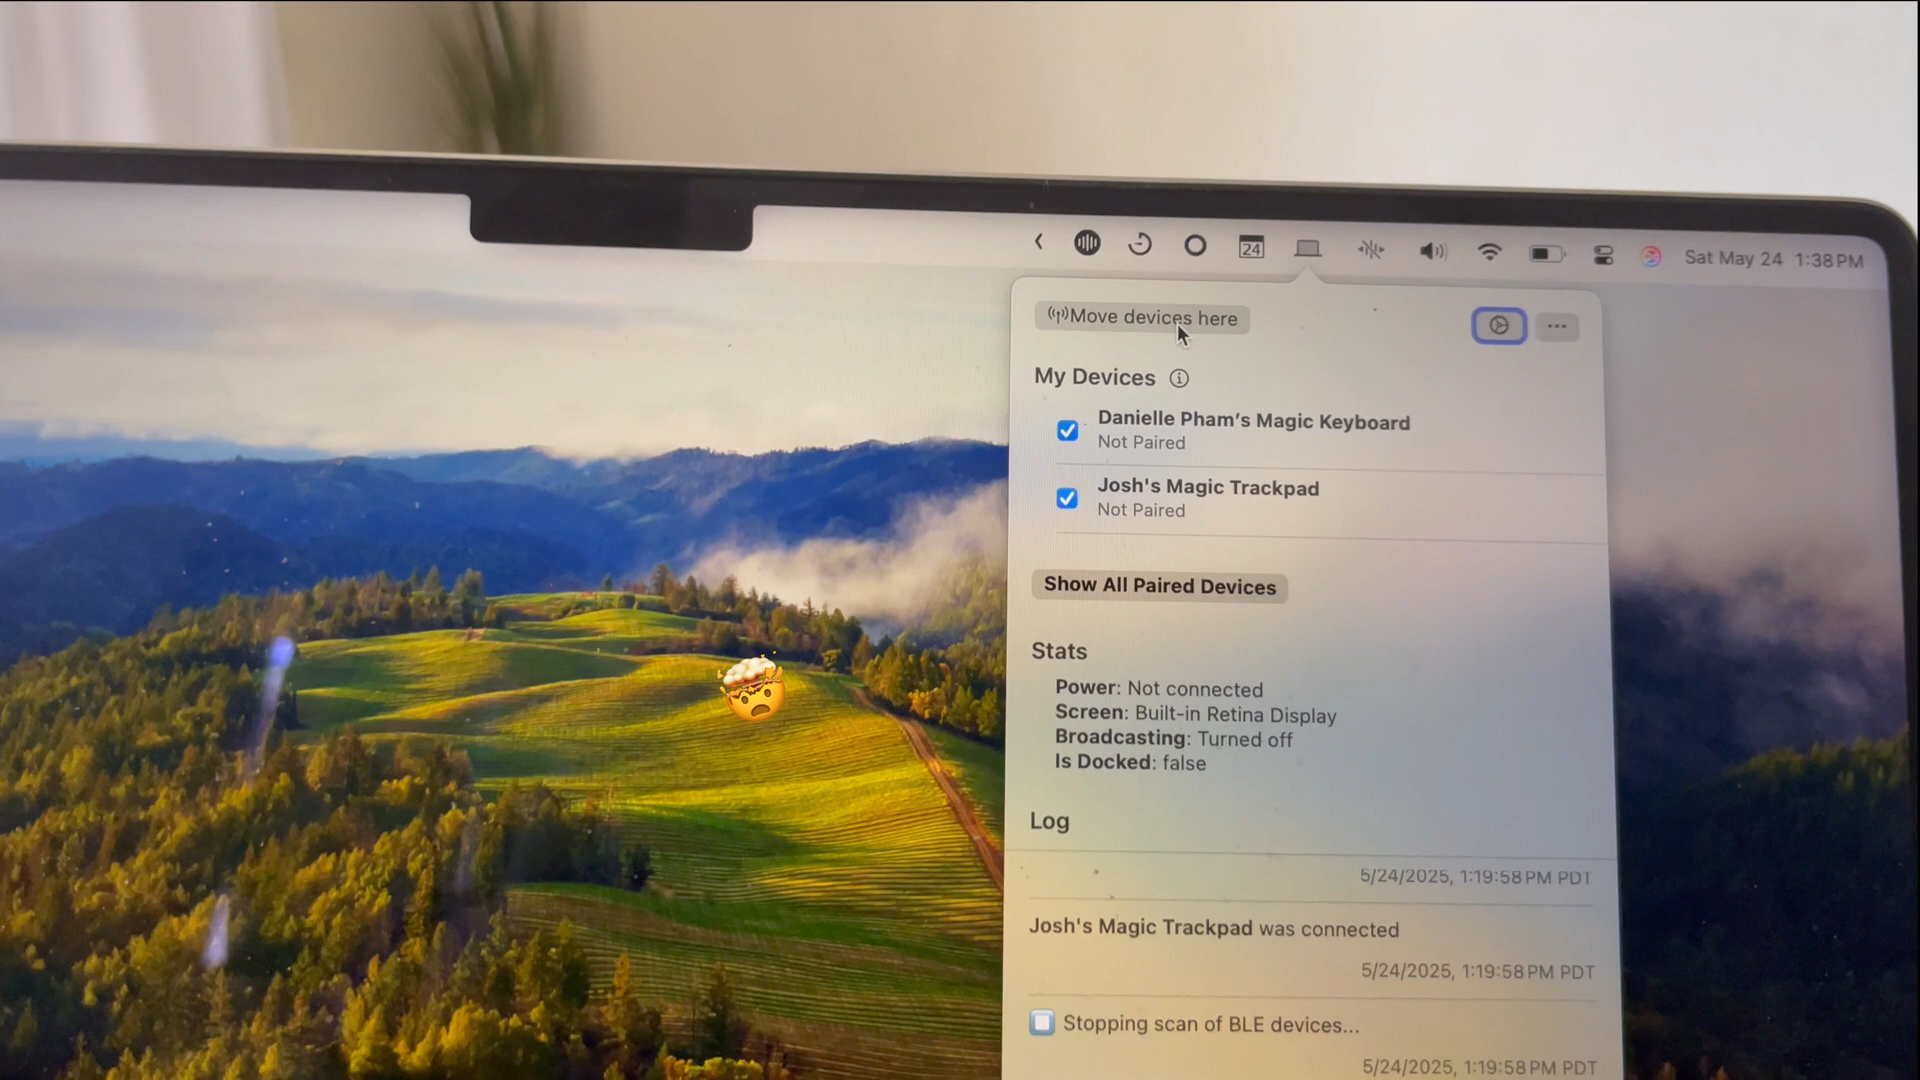 24
Sat May 24 1:38 PM
Move devices here
My Devices
Danielle Pham's Magic Keyboard
Not Paired
Josh's Magic Trackpad
Not Paired
Show All Paired Devices
Stats
Power: Not connected
Screen: Built-in Retina Display
Broadcasting: Turned off
Is Docked: false
Log
5/24/2025, 1:19:58 PM PDT
Josh's Magic Trackpad was connected
5/24/2025, 1:19:58 PM PDT
Stopping scan of BLE devices...
5/24/2025, 1:19:58 PM PDT